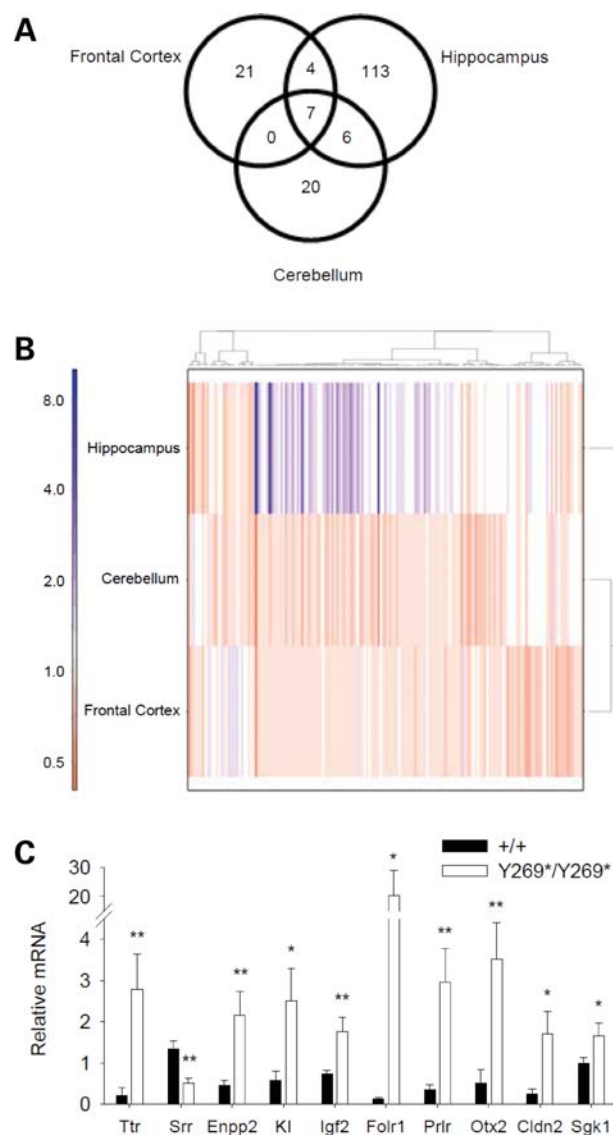 A
Frontal Cortex
Hippocampus
21
4
113
7
0
6
20
Cerebellum
B
8.0
4.0
2.0
1.0
0.5
Hippocampus
Cerebellum
Frontal Cortex
C
+/+
Y269*/Y269*
Relative mRNA
30
20
4
3
2
1
0
**
**
**
*
**
*
**
**
*
*
Ttr Srr Enpp2 Kl Igf2 Folr1 Prlr Otx2 Cldn2 Sgk1